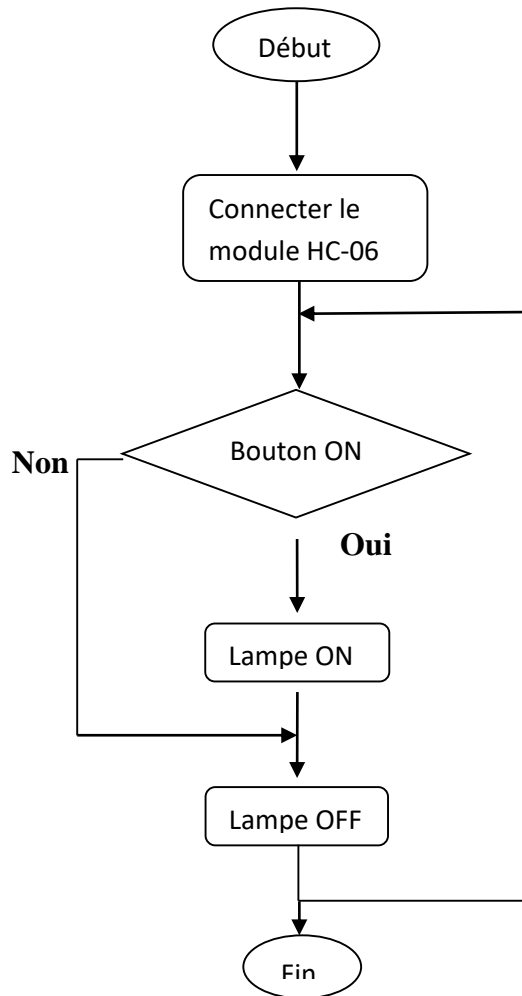 Début
Connecter le
module HC-06
Bouton ON
Non
Oui
Lampe ON
Lampe OFF
Fin